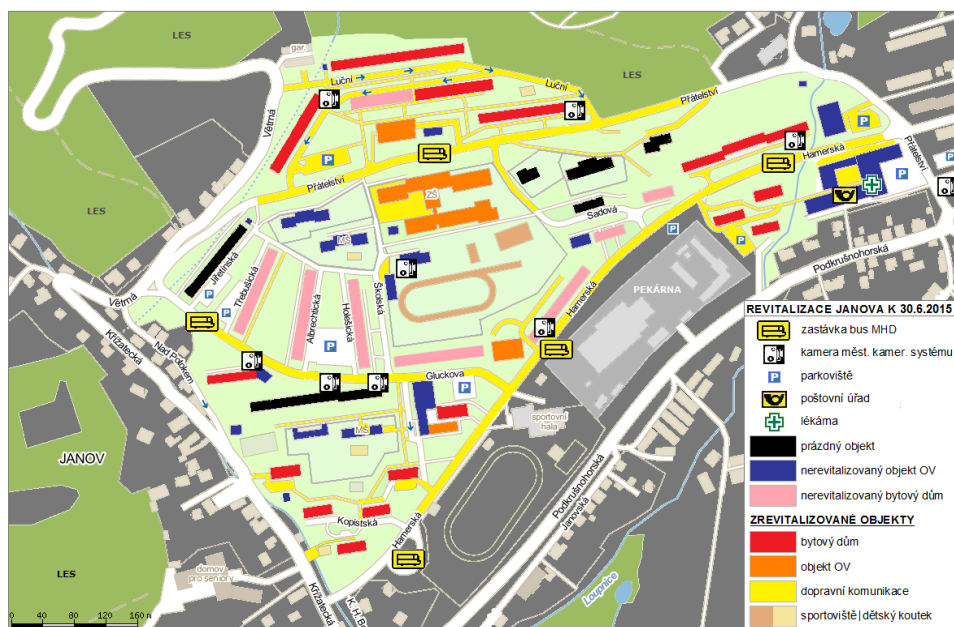 LES
LES
LES
LES
LES
gar.
Luční
Luční
Větrná
Přátelství
Přátelství
Přátelství
Hamerská
Hamerská
Hamerská
ZŠ
MŠ
MŠ
Sadová
Jiřetínská
Třebušická
Albrechtická
Holešická
Školská
Větrná
Křižatecká
Nad Potokem
Gluckova
PEKÁRNA
Podkrušnohorská
Podkrušnohorská
Janovská
sportovní
hala
JANOV
Kopistská
domov
pro seniory
Křižatecká
Loupnice
P
P
P
P
P
P
P
P
P
P
REVITALIZACE JANOVA K 30.6.2015
zastávka bus MHD
kamera měst. kamer. systému
P parkoviště
poštovní úřad
lékárna
prázdný objekt
nerevitalizovaný objekt OV
nerevitalizovaný bytový dům
ZREVITALIZOVANÉ OBJEKTY
bytový dům
objekt OV
dopravní komunikace
sportoviště|dětský koutek
0 40 80 120 160 m